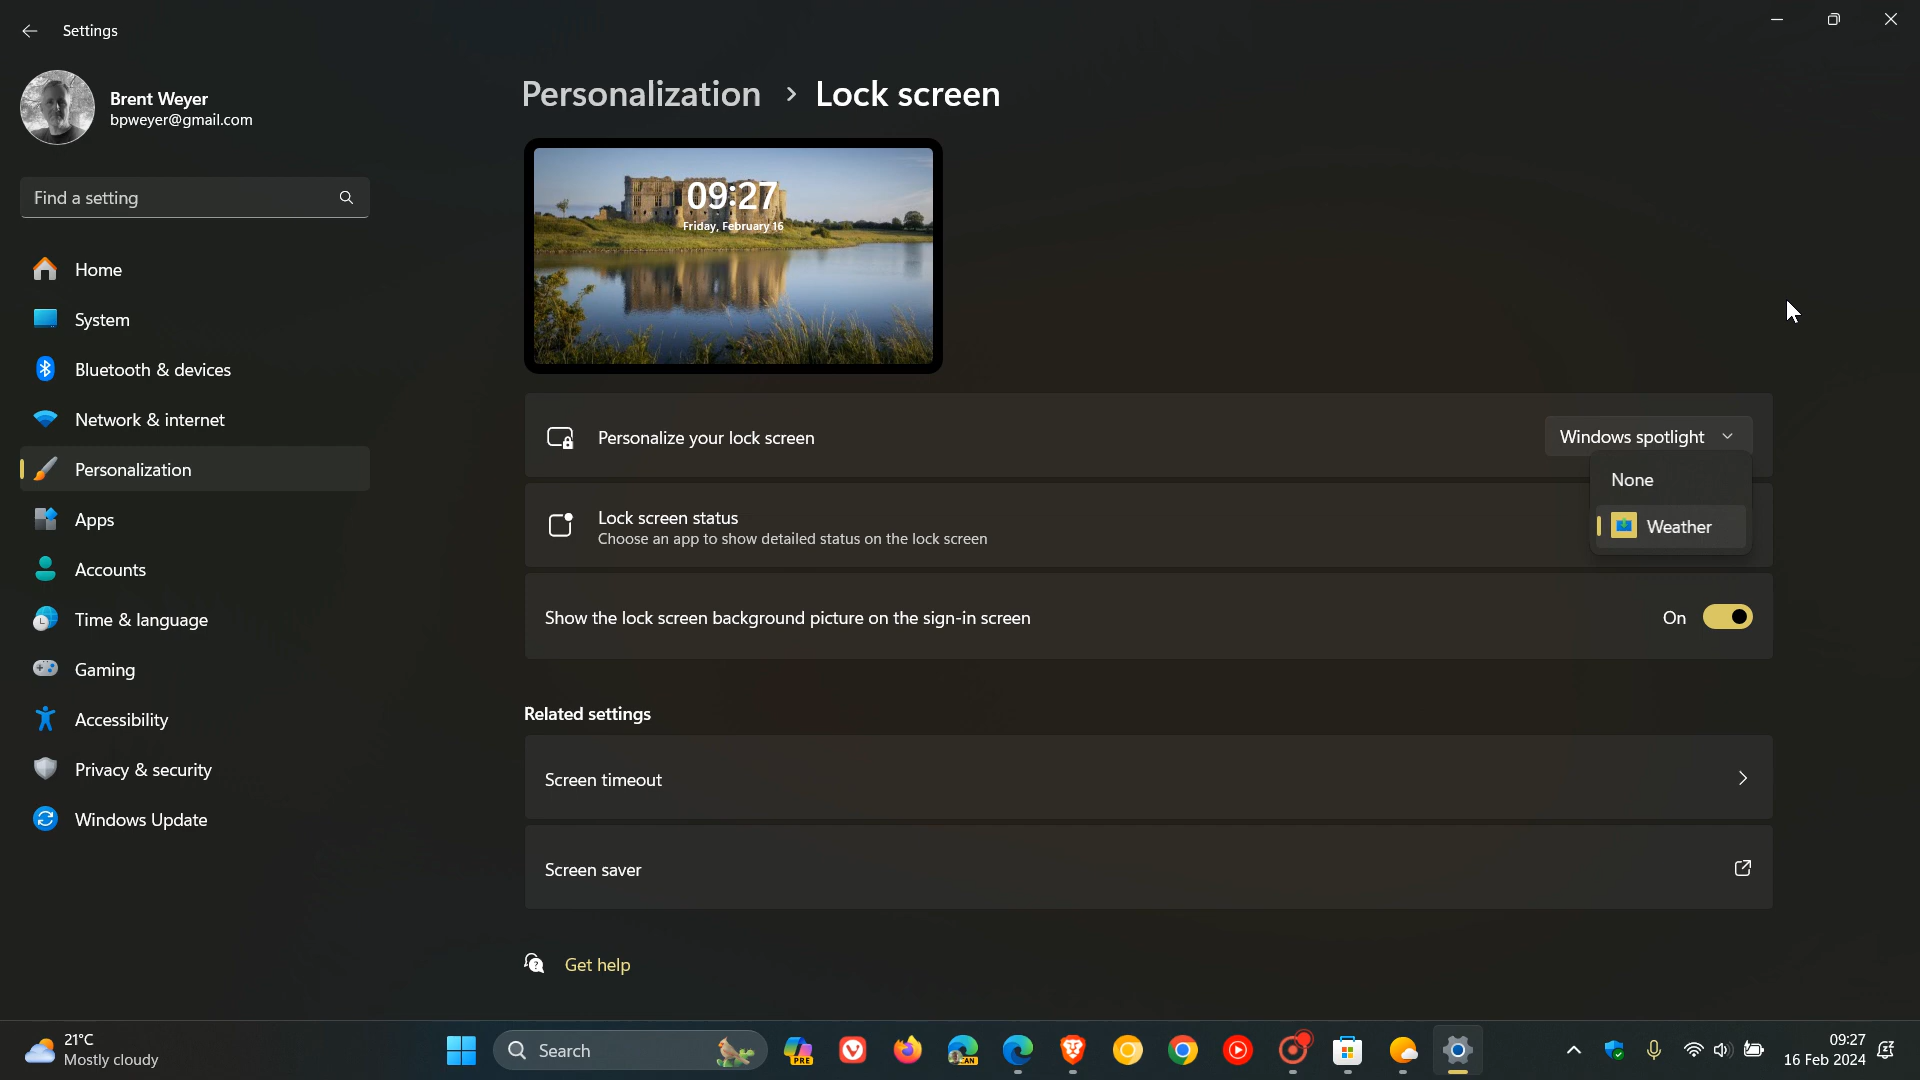 Settings
Brent Weyer
bpweyer@gmail.com
Find a setting
Home
System
Bluetooth & devices
Network & internet
Personalization
Apps
Accounts
Time & language
Gaming
Accessibility
Privacy & security
Windows Update
Personalization > Lock screen
09:27
Friday, February 16
Personalize your lock screen
Windows spotlight
None
Weather
Lock screen status
Choose an app to show detailed status on the lock screen
Show the lock screen background picture on the sign-in screen
On
Related settings
Screen timeout
Screen saver
Get help
21°C
Mostly cloudy
Search
PRE
CAN
09:27
16 Feb 2024